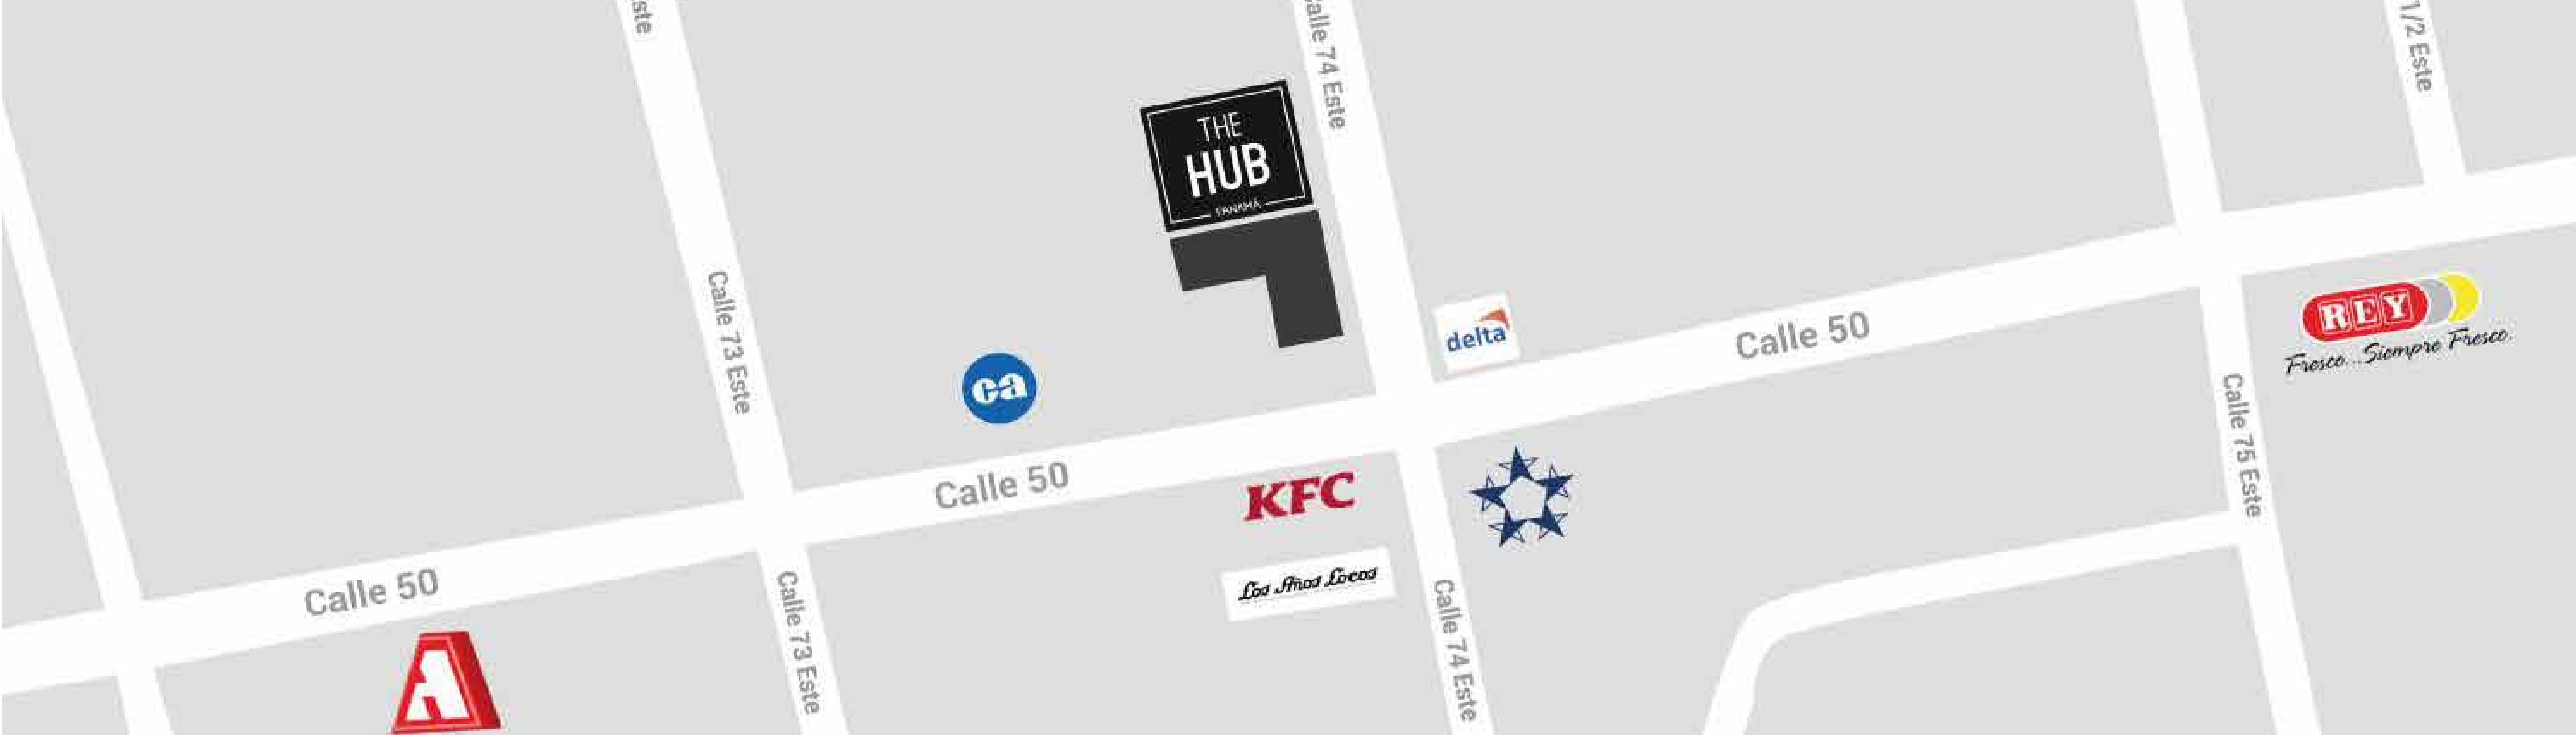 ste
alle 74 Este
1/2 Este
THE
HUB
PANAMÁ
Calle 73 Este
ca
delta
Calle 50
REY
Fresco...Siempre Fresco.
Calle 75 Este
Calle 50
KFC
Los Años Locos
Calle 50
Calle 73 Este
Calle 74 Este
A